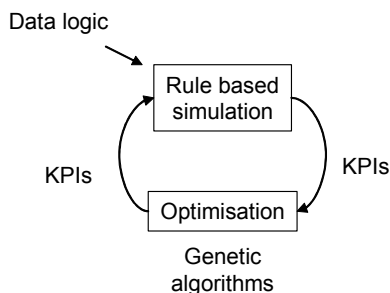 Data logic
Rule based
simulation
KPIs
KPIs
Optimisation
Genetic
algorithms